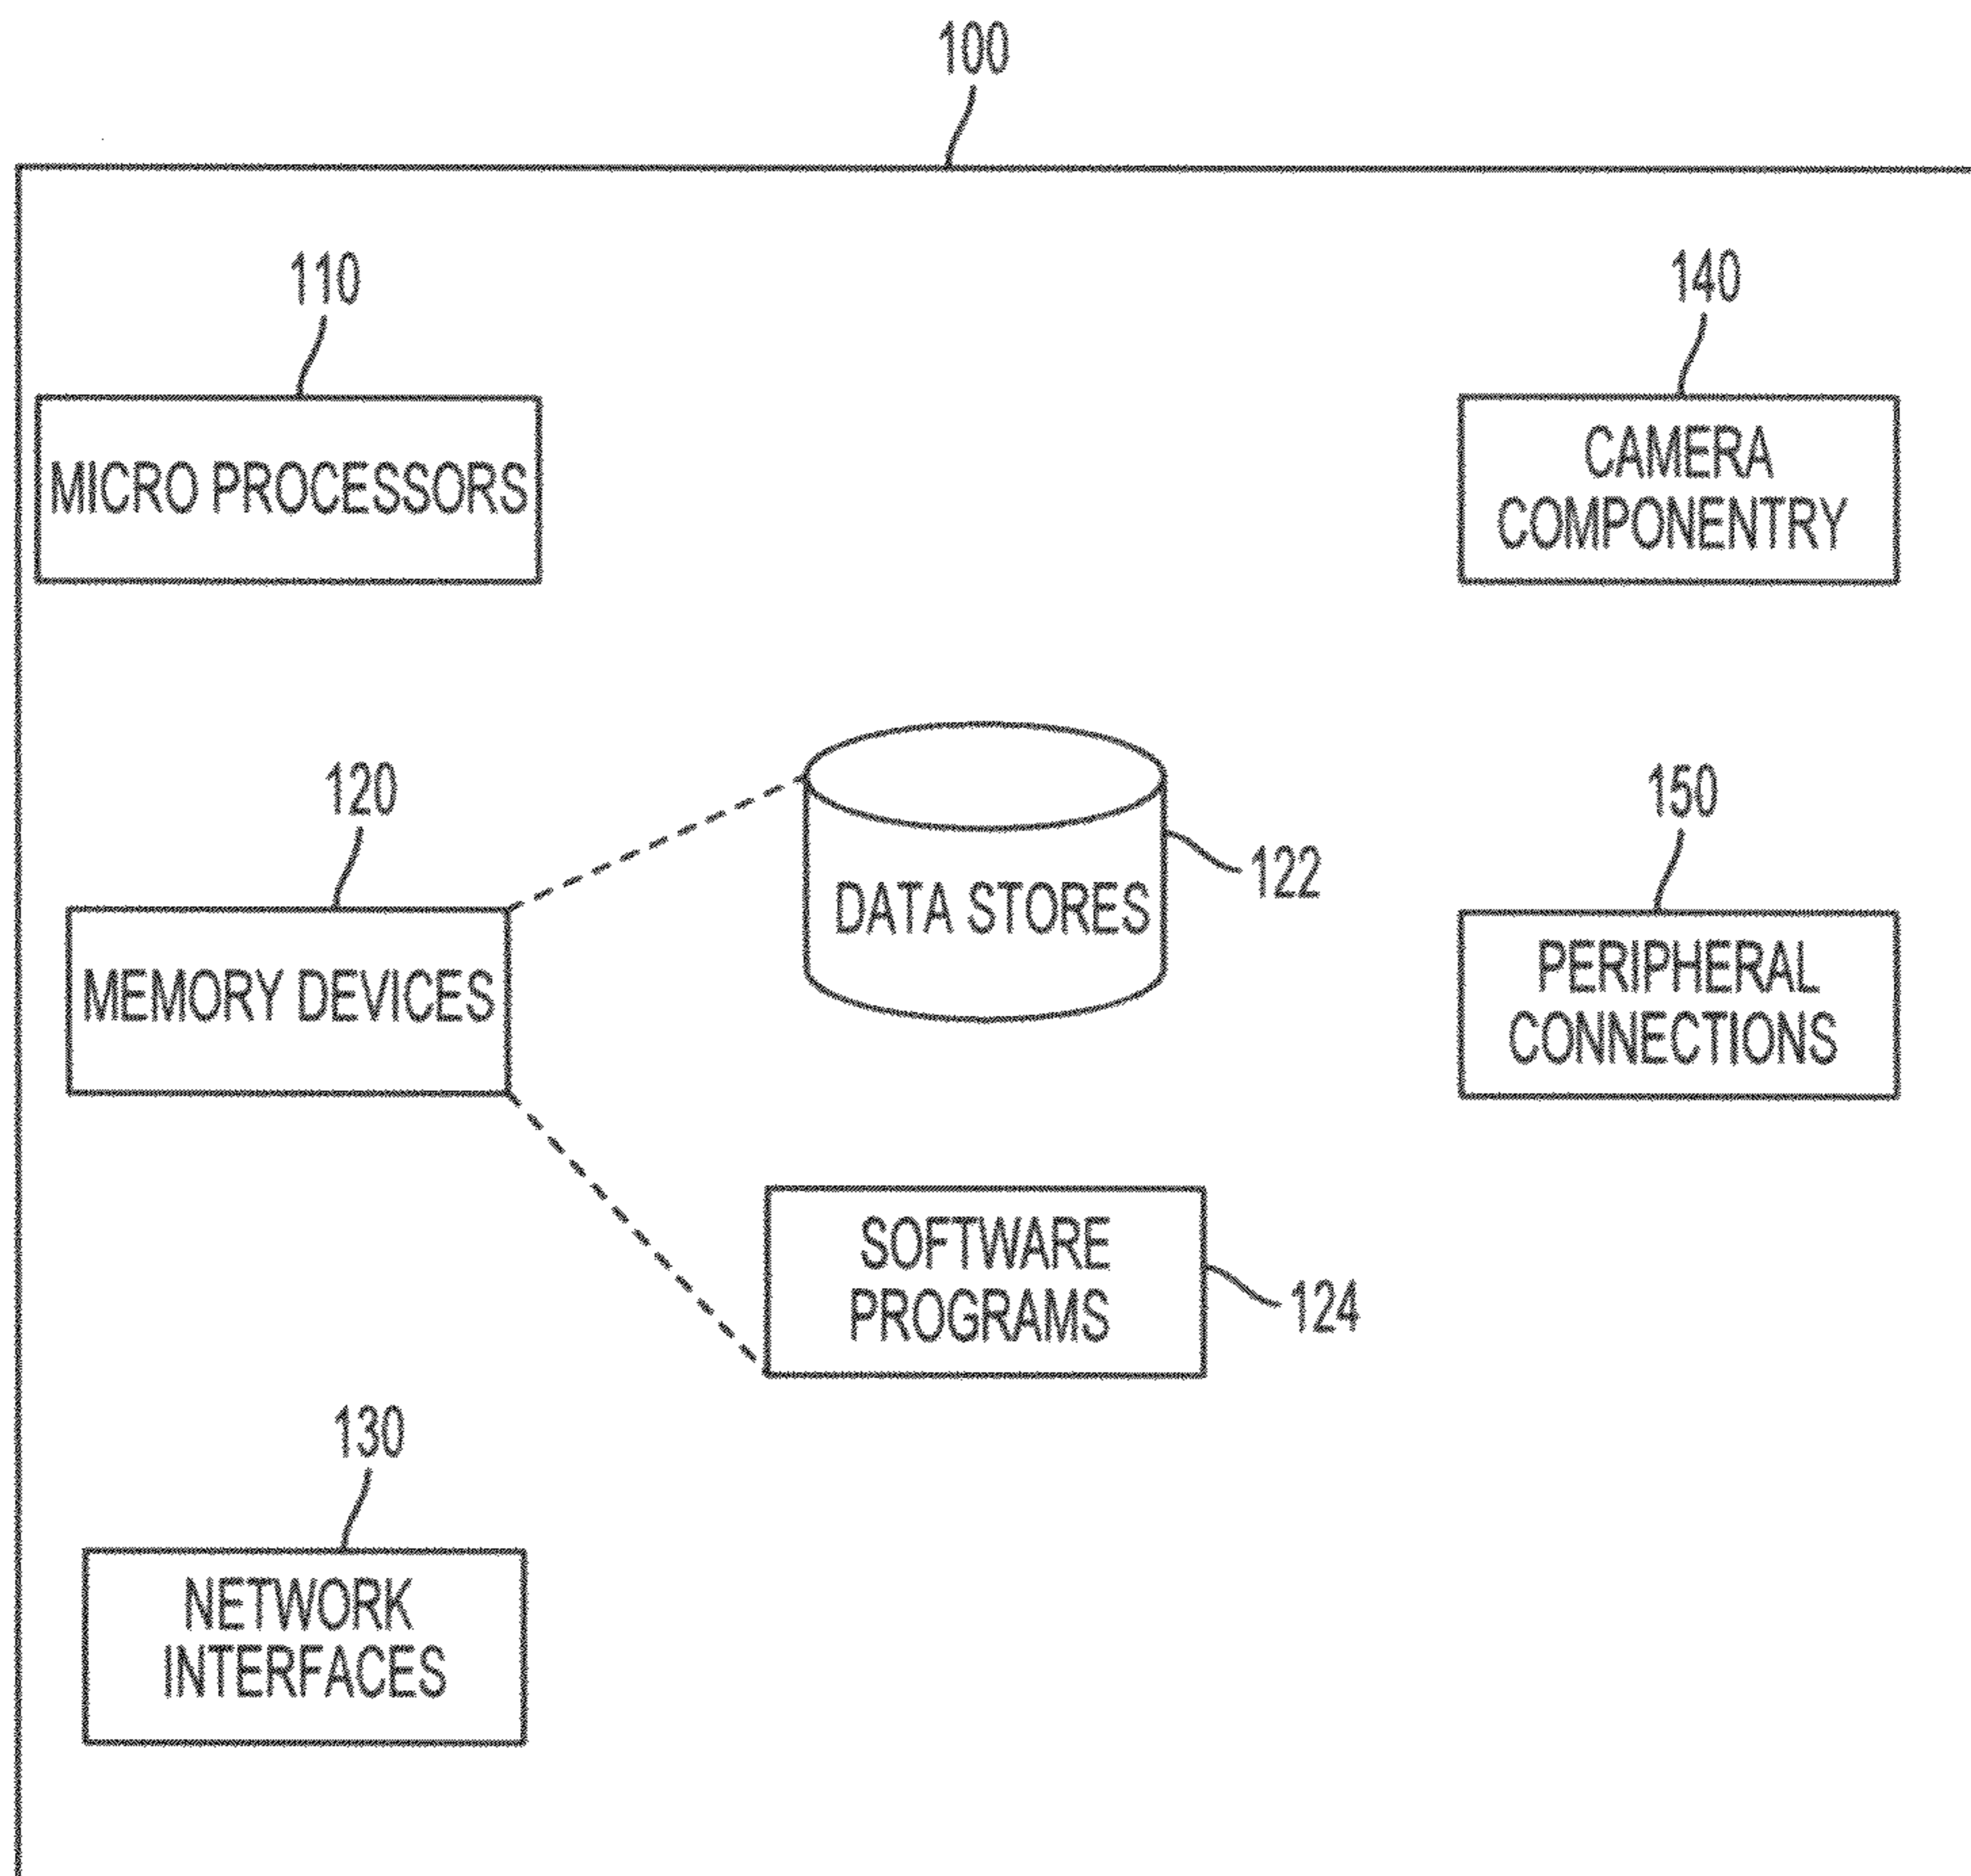 100
110
MICRO PROCESSORS
140
CAMERA
COMPONENTRY
120
MEMORY DEVICES
DATA STORES
122
150
PERIPHERAL
CONNECTIONS
SOFTWARE
PROGRAMS
124
130
NETWORK
INTERFACES